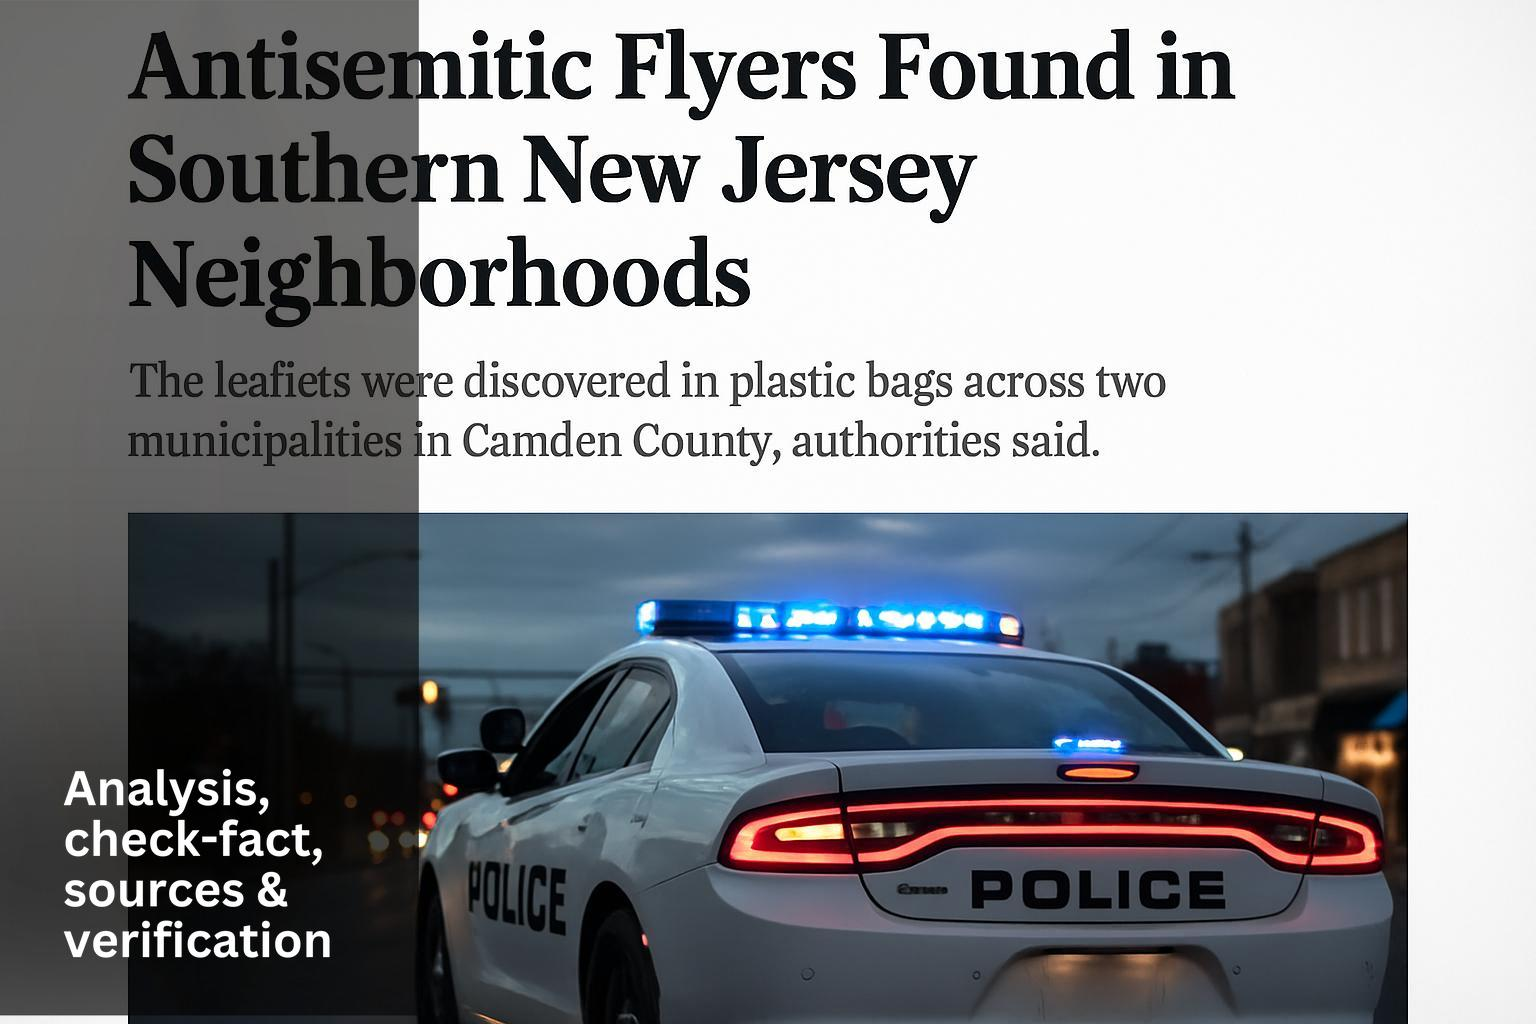 Antisemitic Flyers Found in
Southern New Jersey
Neighborhoods
The leafiets were discovered in plastic bags across two
municipalities in Camden County, authorities said.
Analysis,
check-fact,
sources &
verification
POLICE
POLICE